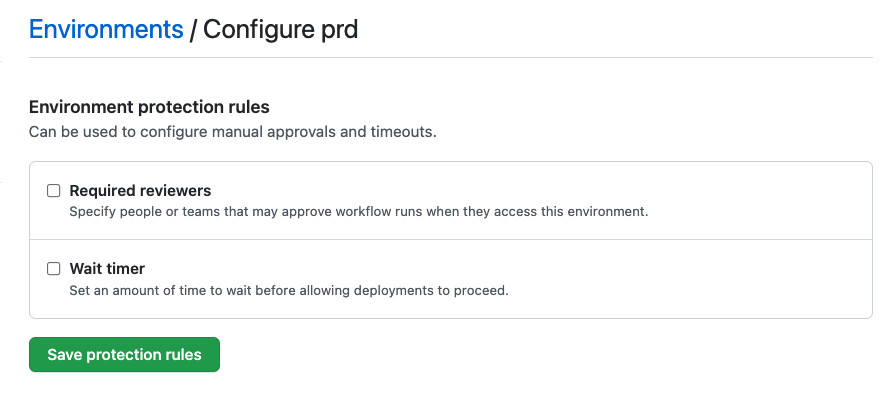 Environments / Configure prd
Environment protection rules
Can be used to configure manual approvals and timeouts.
Required reviewers
Specify people or teams that may approve workflow runs when they access this environment.
Wait timer
Set an amount of time to wait before allowing deployments to proceed.
Save protection rules